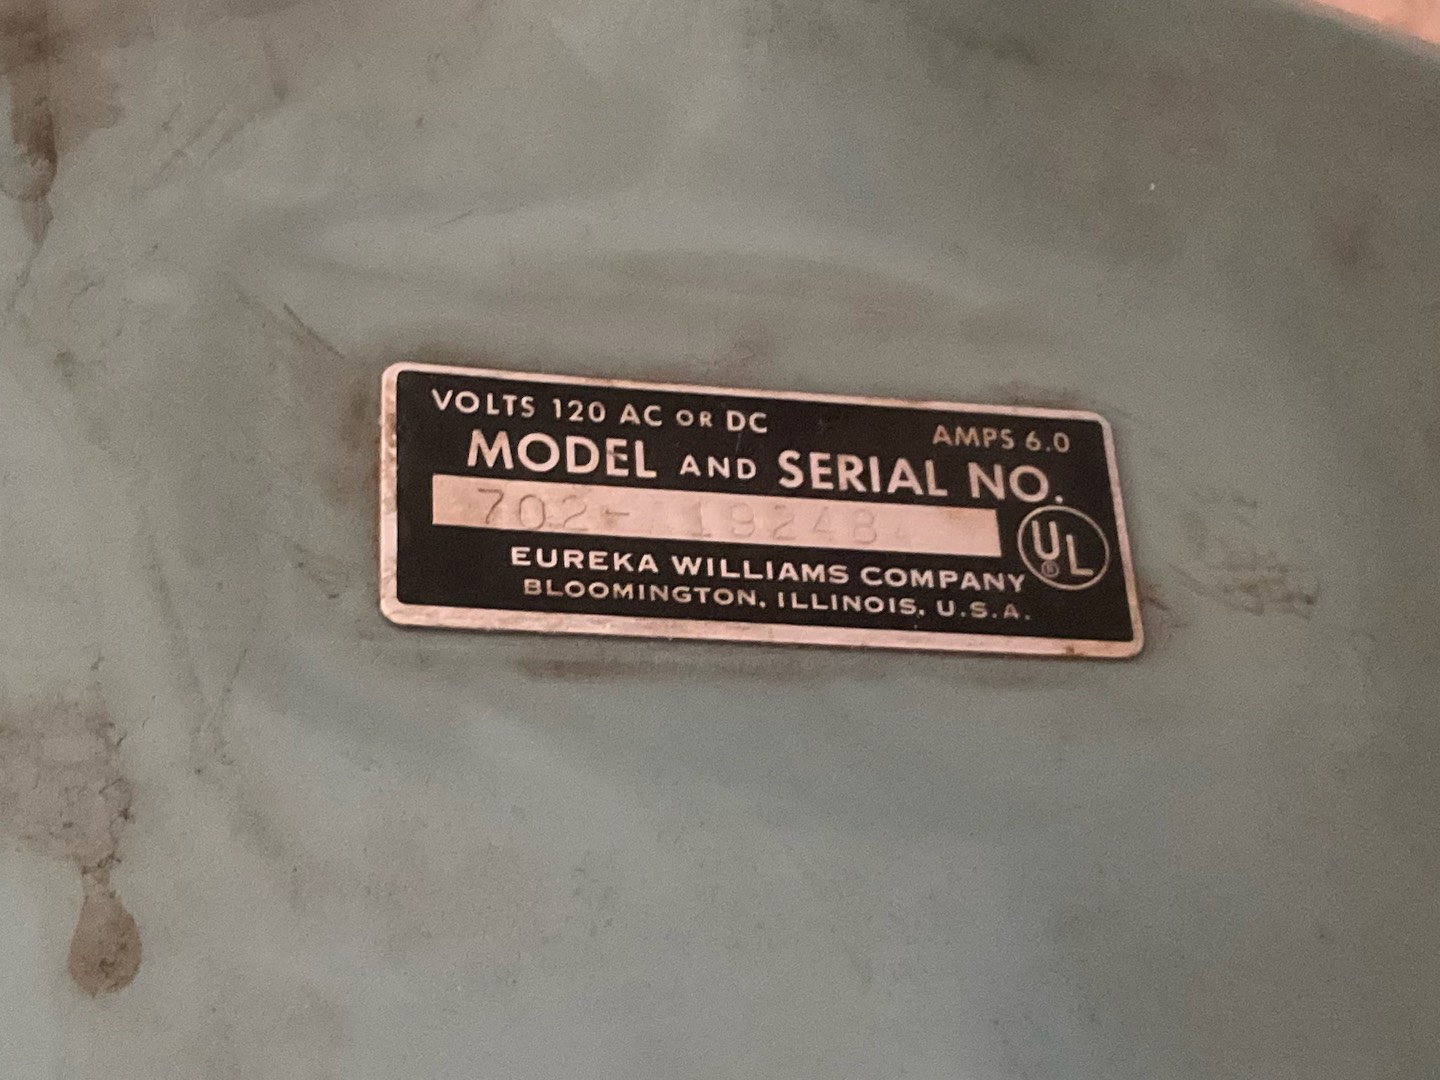 VOLTS 120 AC OR DC AMPS 6.0
MODEL AND SERIAL NO.
702- 19248
UL ®
EUREKA WILLIAMS COMPANY
BLOOMINGTON, ILLINOIS, U.S.A.